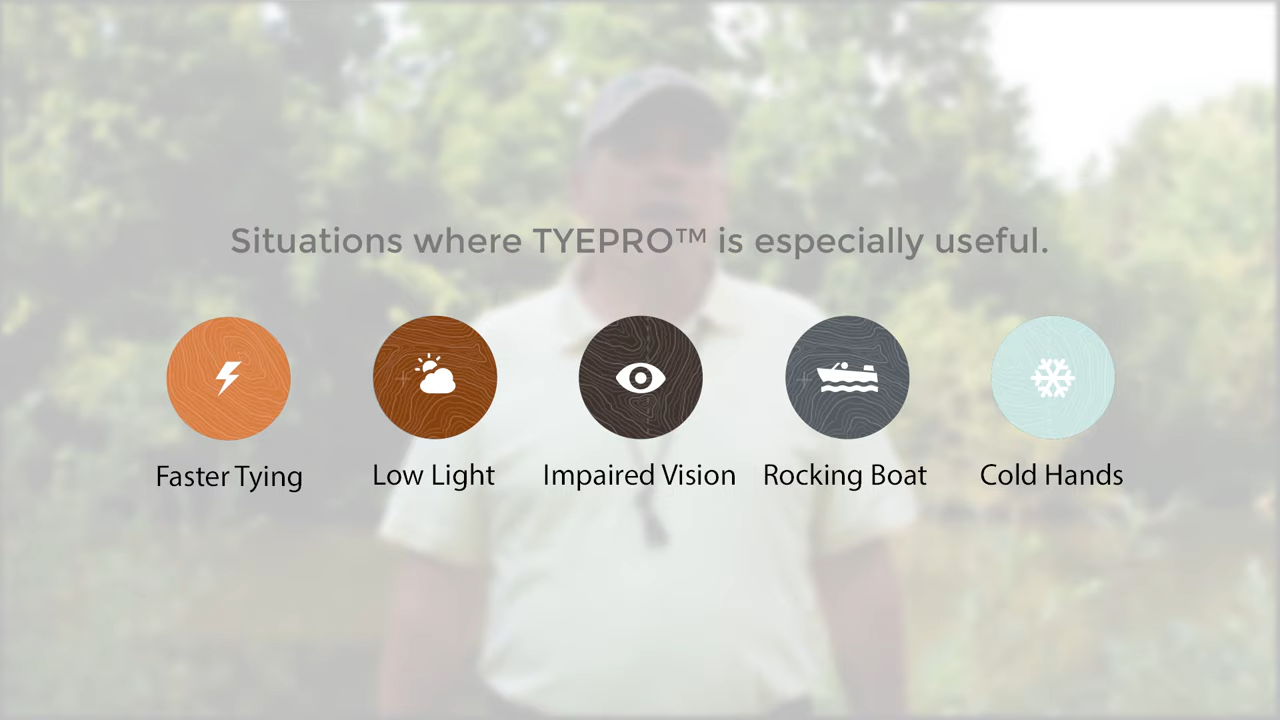 Situations where TYEPRO™ is especially useful.
Faster Tying
Low Light
Impaired Vision
Rocking Boat
Cold Hands